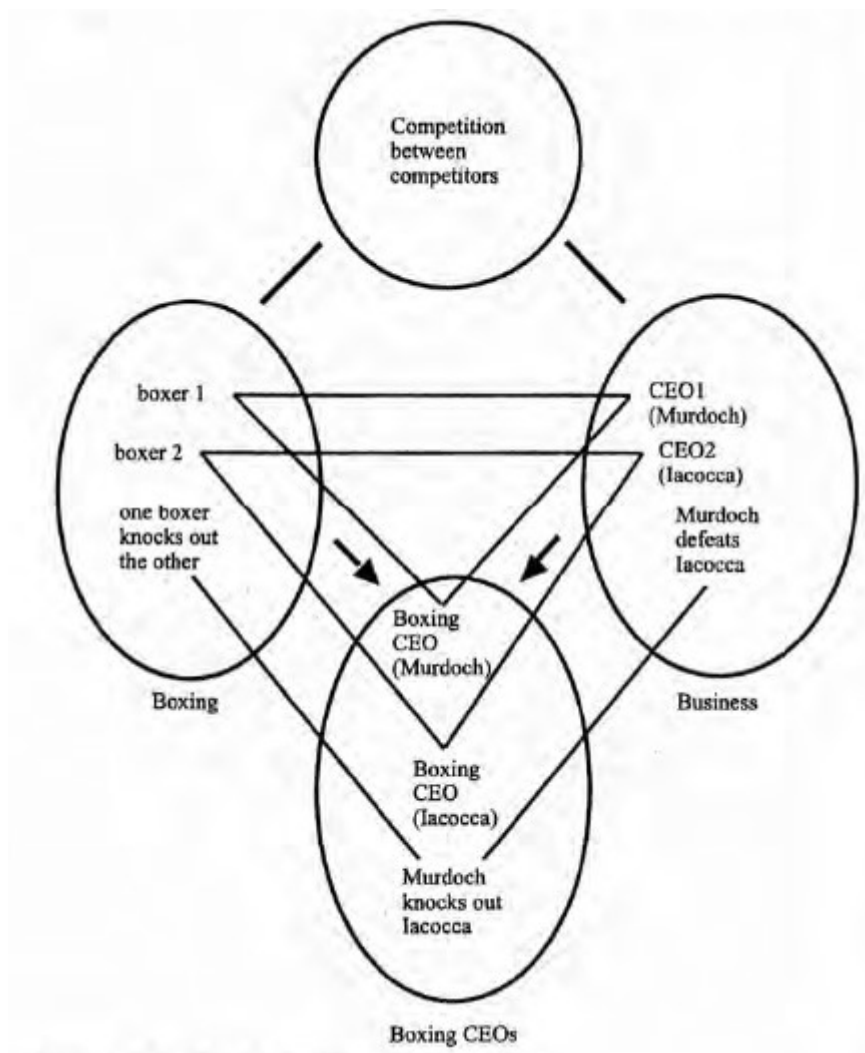 Competition
between
competitors
boxer 1
boxer 2
one boxer
knocks out
the other
Boxing
CEO1
(Murdoch)
CEO2
(Iacocca)
Murdoch
defeats
Iacocca
Business
Boxing
CEO
(Murdoch)
Boxing
CEO
(Iacocca)
Murdoch
knocks out
Iacocca
Boxing CEOs